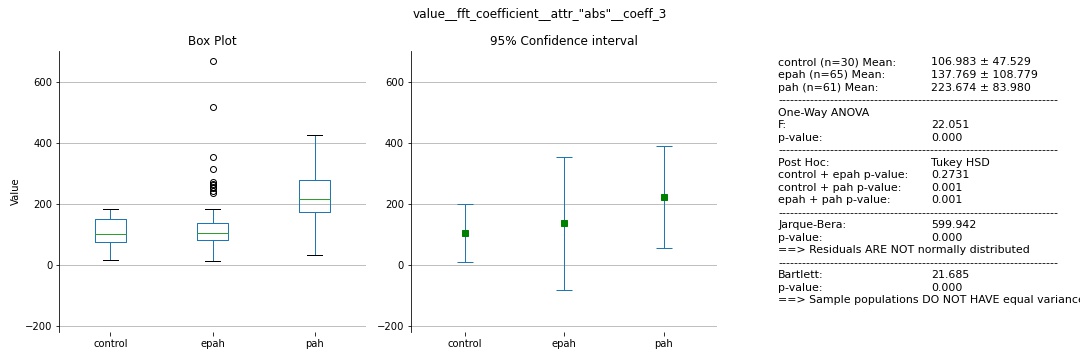 value__fft_coefficient__attr_"abs"__coeff_3
Box Plot
Value
600
400
200
0
−200
control
epah
pah
95% Confidence interval
600
400
200
0
−200
control
epah
pah
control (n=30) Mean: 106.983 ± 47.529
epah (n=65) Mean: 137.769 ± 108.779
pah (n=61) Mean: 223.674 ± 83.980
One-Way ANOVA
F: 22.051
p-value: 0.000
Post Hoc: Tukey HSD
control + epah p-value: 0.2731
control + pah p-value: 0.001
epah + pah p-value: 0.001
Jarque-Bera: 599.942
p-value: 0.000
==> Residuals ARE NOT normally distributed
Bartlett: 21.685
p-value: 0.000
==> Sample populations DO NOT HAVE equal variance